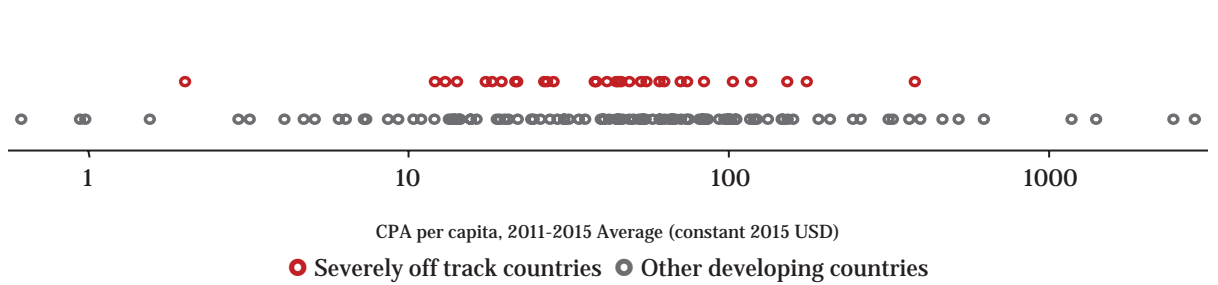 1 10 100 1000
CPA per capita, 2011-2015 Average (constant 2015 USD)
Severely off track countries Other developing countries